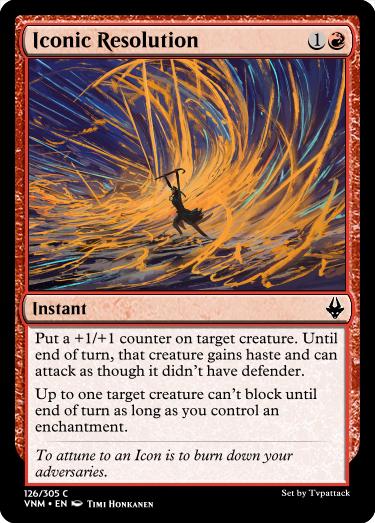 Iconic Resolution 1
Instant
Put a +1/+1 counter on target creature. Until
end of turn, that creature gains haste and can
attack as though it didn't have defender.
Up to one target creature can't block until
end of turn as long as you control an
enchantment.
To attune to an Icon is to burn down your
adversaries.
126/305 C
VNM • EN Timi Honkanen
Set by Tvpattack